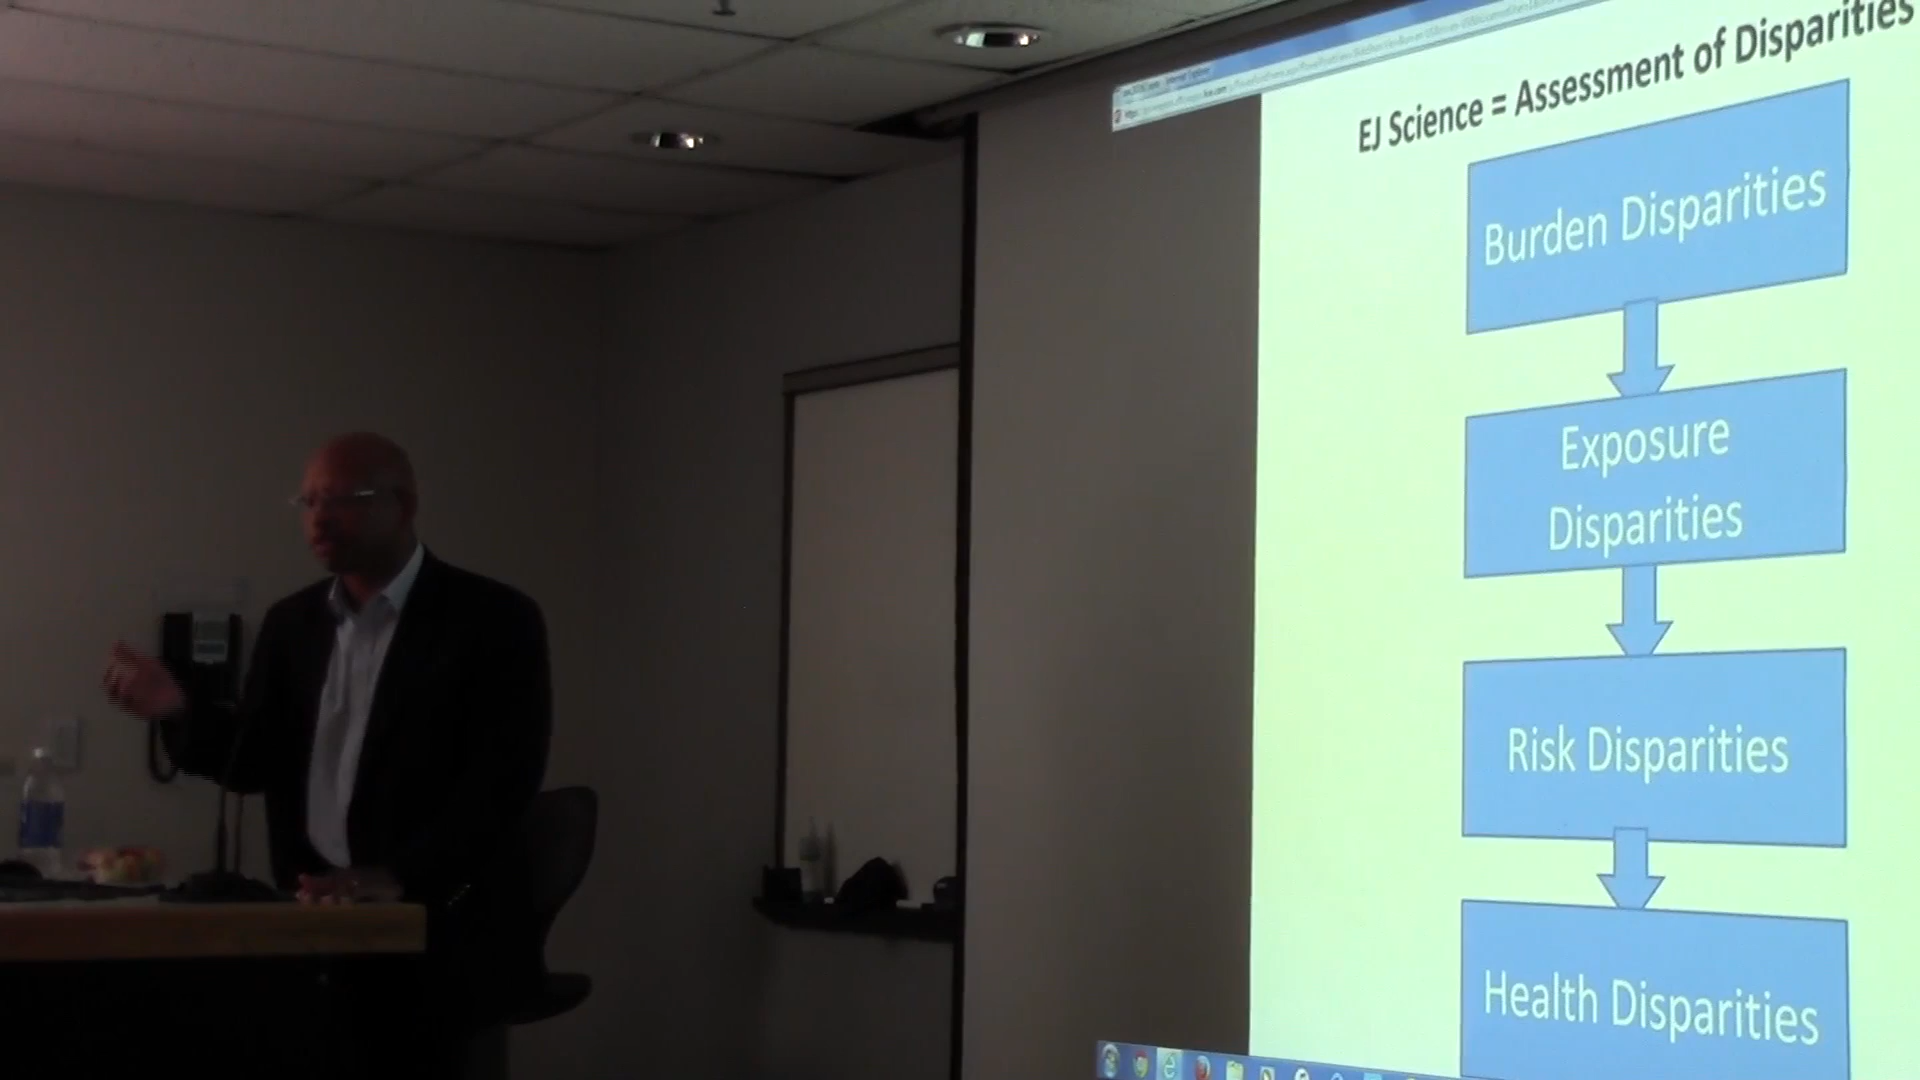 EJ Science = Assessment of Disparities
Burden Disparities
Exposure
Disparities
Risk Disparities
Health Disparities